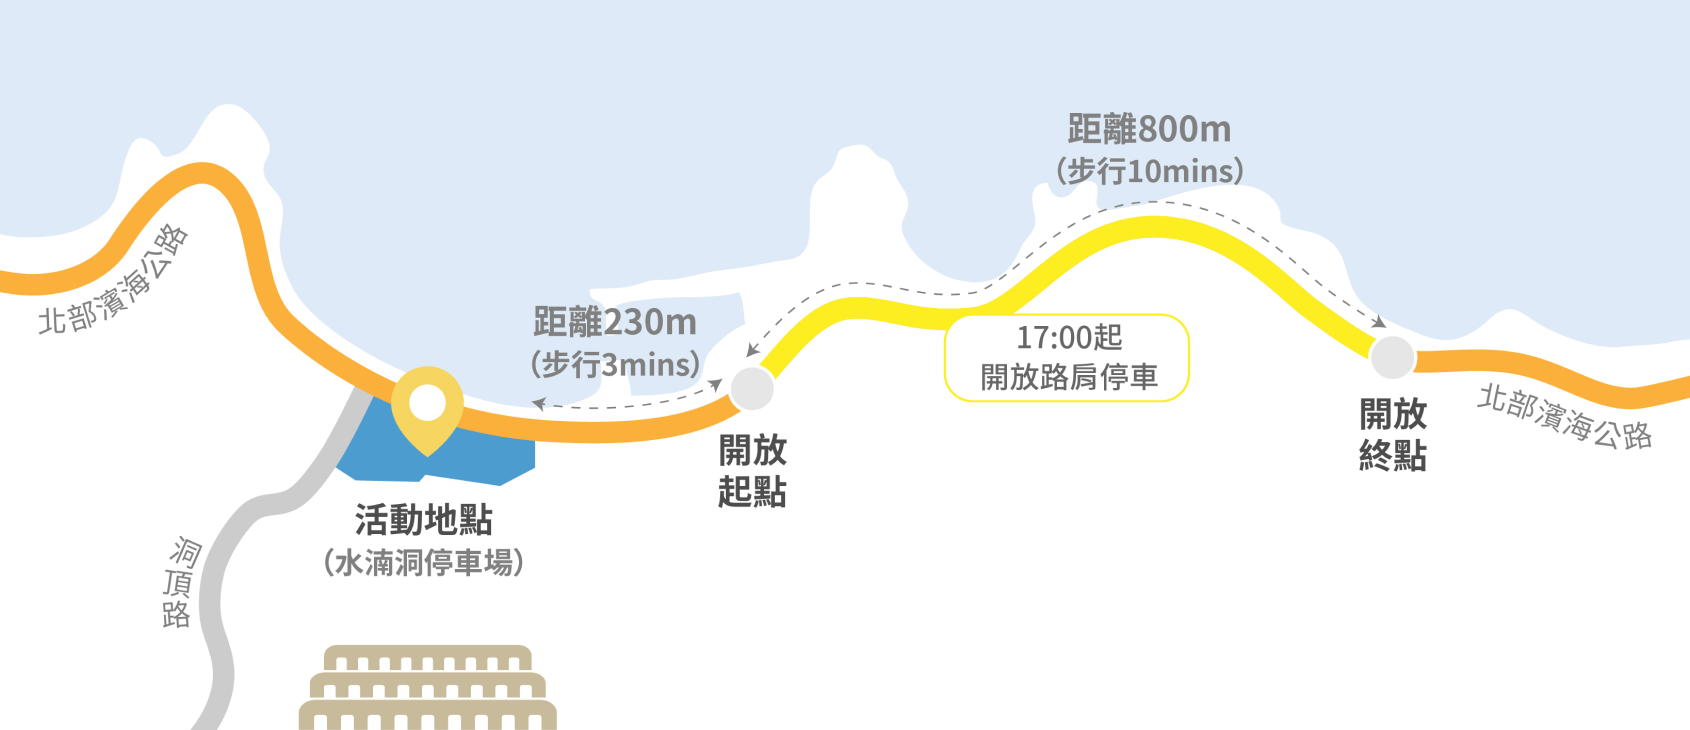 北部濱海公路
距離230m
（步行3mins）
距離800m
（步行10mins）
17:00起
開放路肩停車
開放
起點
開放
終點
北部濱海公路
活動地點
（水湳洞停車場）
洞頂路